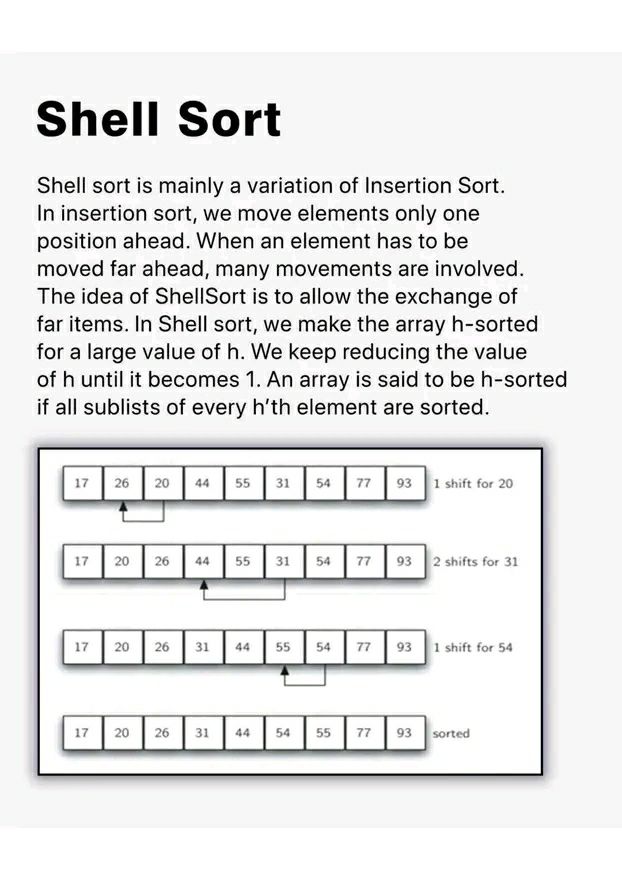 Shell Sort
Shell sort is mainly a variation of Insertion Sort.
In insertion sort, we move elements only one
position ahead. When an element has to be
moved far ahead, many movements are involved.
The idea of ShellSort is to allow the exchange of
far items. In Shell sort, we make the array h-sorted
for a large value of h. We keep reducing the value
of h until it becomes 1. An array is said to be h-sorted
if all sublists of every h’th element are sorted.
17 26 20 44 55 31 54 77 93 1 shift for 20
17 20 26 44 55 31 54 77 93 2 shifts for 31
17 20 26 31 44 55 54 77 93 1 shift for 54
17 20 26 31 44 54 55 77 93 sorted